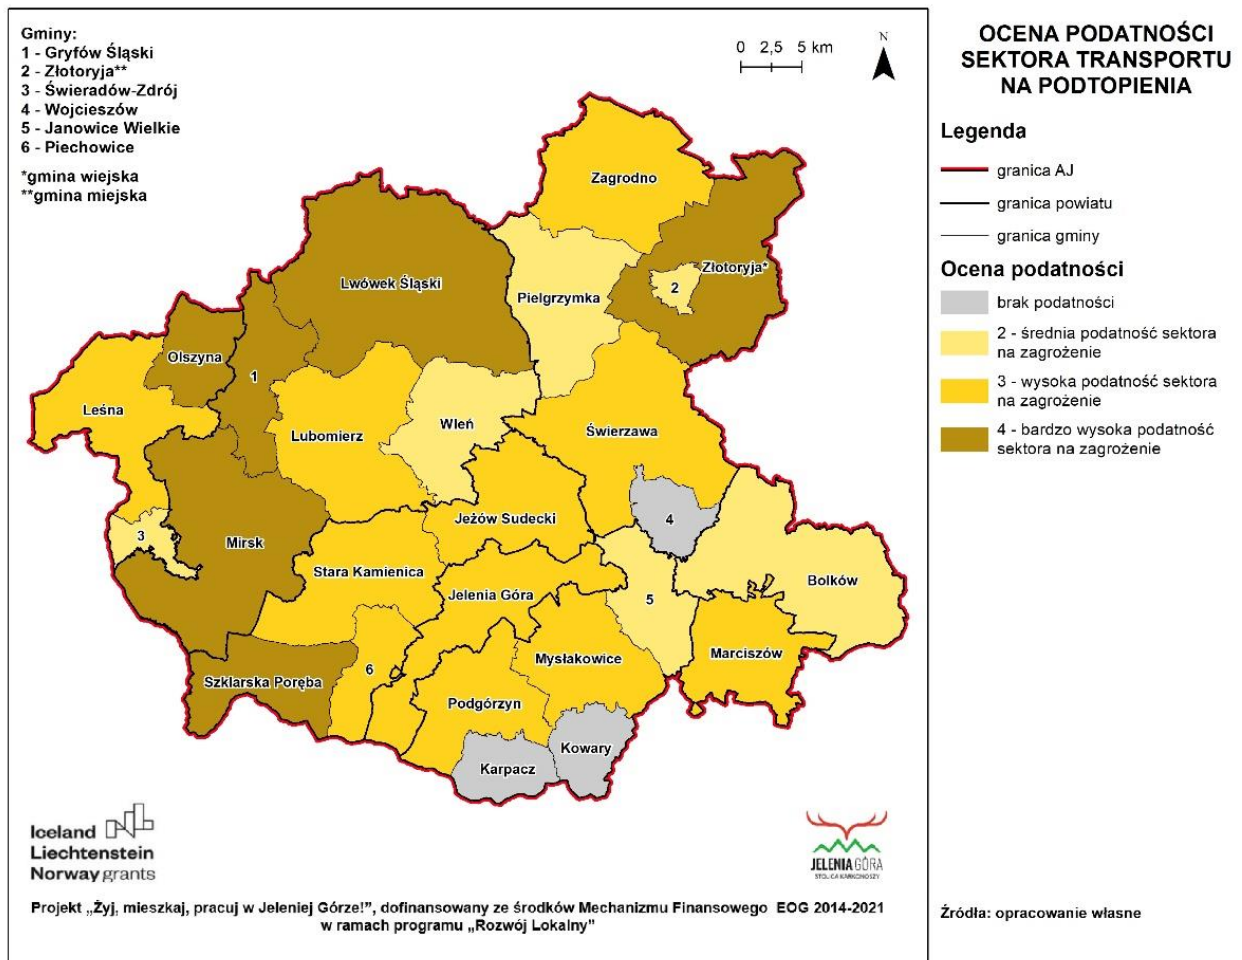 Gminy:
1 - Gryfów Śląski
2 - Złotoryja**
3 - Świeradów-Zdrój
4 - Wojcieszów
5 - Janowice Wielkie
6 - Piechowice
*gmina wiejska
**gmina miejska
0 2,5 5 km
N
Zagrodno
Lwówek Śląski
Złotoryja*
2
Pielgrzymka
Olszyna
1
Leśna
Lubomierz
Wleń
Świerzawa
4
Jeżów Sudecki
3
Mirsk
Stara Kamienica
Bolków
Jelenia Góra
5
Mysłakowice
Marciszów
6
Szklarska Poręba
Podgórzyn
Kowary
Karpacz
Iceland
Liechtenstein
Norway grants
JELENIA GÓRA
STOLICA KARKONOSZY
Projekt „Żyj, mieszkaj, pracuj w Jeleniej Górze!”, dofinansowany ze środków Mechanizmu Finansowego EOG 2014-2021
w ramach programu „Rozwój Lokalny”
OCENA PODATNOŚCI
SEKTORA TRANSPORTU
NA PODTOPIENIA
Legenda
granica AJ
granica powiatu
granica gminy
Ocena podatności
brak podatności
2 - średnia podatność sektora
na zagrożenie
3 - wysoka podatność sektora
na zagrożenie
4 - bardzo wysoka podatność
sektora na zagrożenie
Źródła: opracowanie własne